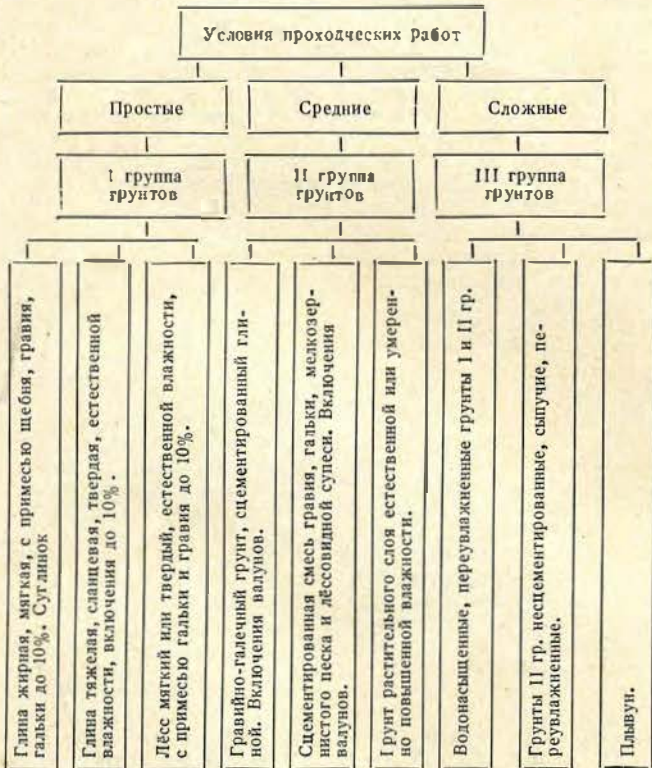 Условия проходческих работ
Простые
Средние
Сложные
I группа
грунтов
II группа
грунтов
III группа
грунтов
Глина жирная, мягкая, с примесью щебня, гравия,
гальки до 10%. Суглинок
Глина тяжелая, сланцевая, твердая, естественной
влажности, включения до 10%.
Лёсс мягкий или твердый, естественной влажности,
с примесью гальки и гравия до 10%.
Гравийно-галечный грунт, сцементированный гли-
ной. Включения валунов.
Сцементированная смесь гравия, гальки, мелкозер-
нистого песка и лёссовидной супеси. Включения
валунов.
Грунт растительного слоя естественной или умерен-
но повышенной влажности.
Водонасыщенные, переувлажненные грунты I и II гр.
Грунты II гр. несцементированные, сыпучие, пе-
реувлажненные.
Плывун.